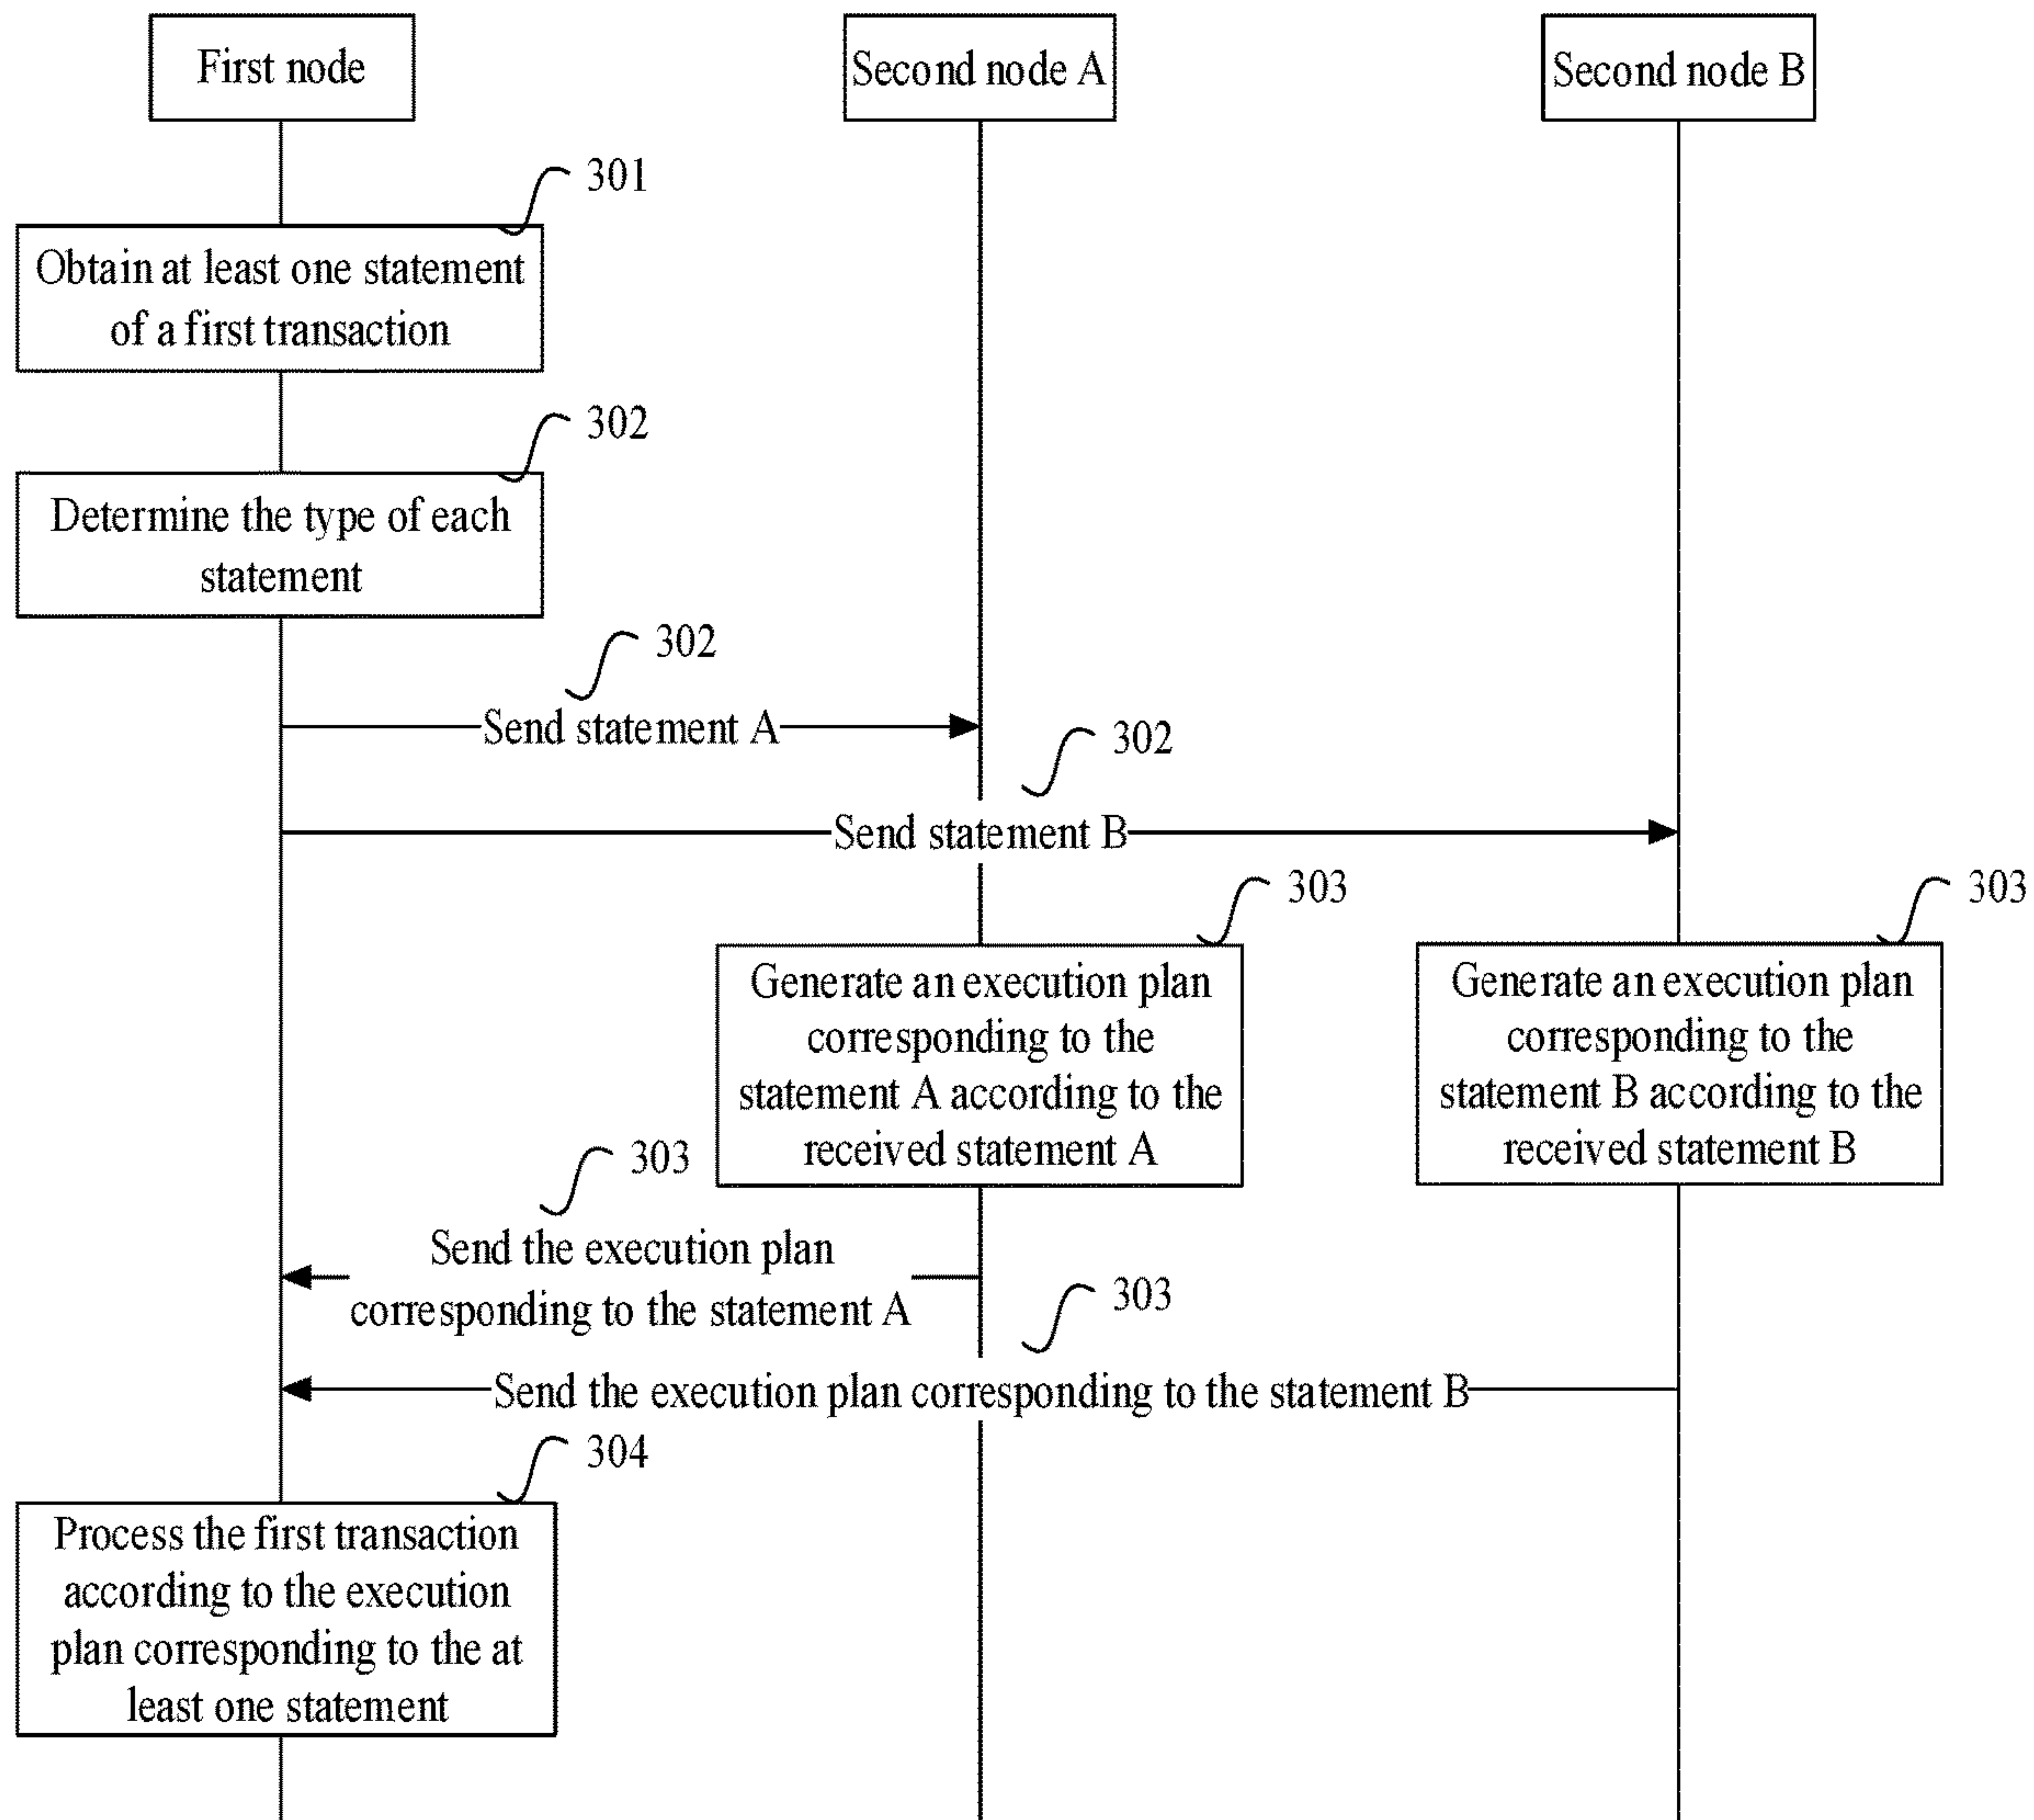 First node
Second node A
Second node B
301
Obtain at least one statement
of a first transaction
302
Determine the type of each
statement
302
Send statement A
302
Send statement B
303
303
Generate an execution plan
corresponding to the
statement A according to the
received statement A
Generate an execution plan
corresponding to the
statement B according to the
received statement B
303
Send the execution plan
corresponding to the statement A
303
Send the execution plan corresponding to the statement B
304
Process the first transaction
according to the execution
plan corresponding to the at
least one statement